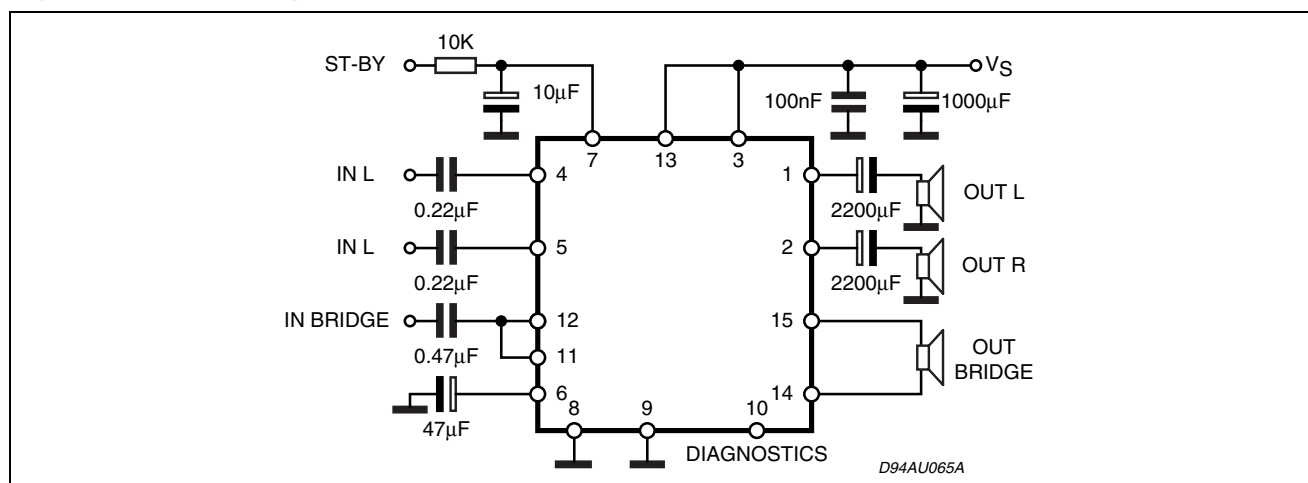 10K
ST-BY
VS
10μF
100nF
1000μF
7
13
3
IN L
4
1
0.22μF
2200μF
OUT L
IN L
5
2
0.22μF
2200μF
OUT R
IN BRIDGE
12
15
0.47μF
11
OUT
BRIDGE
6
14
47μF
8
9
10
DIAGNOSTICS
D94AU065A